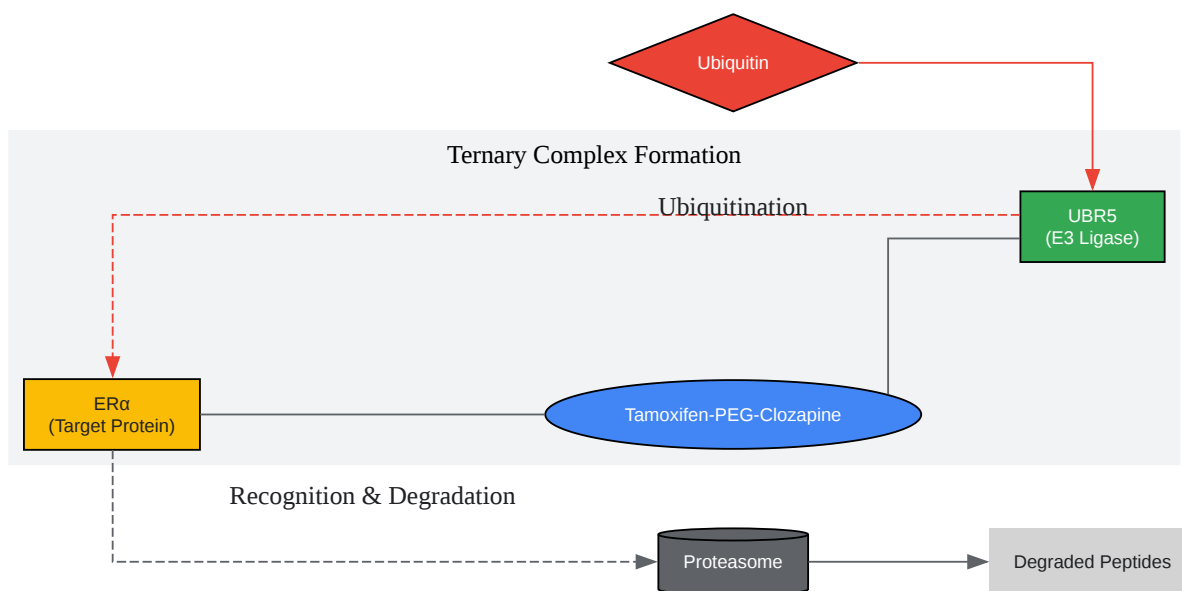 Ubiquitin
Ternary Complex Formation
Ubiquitination
UBR5
(E3 Ligase)
ERα
(Target Protein)
Tamoxifen-PEG-Clozapine
Recognition & Degradation
Proteasome
Degraded Peptides